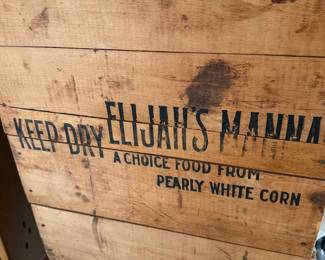 KEEP DRY ELIJAH'S MANNA
A CHOICE FOOD FROM
PEARLY WHITE CORN